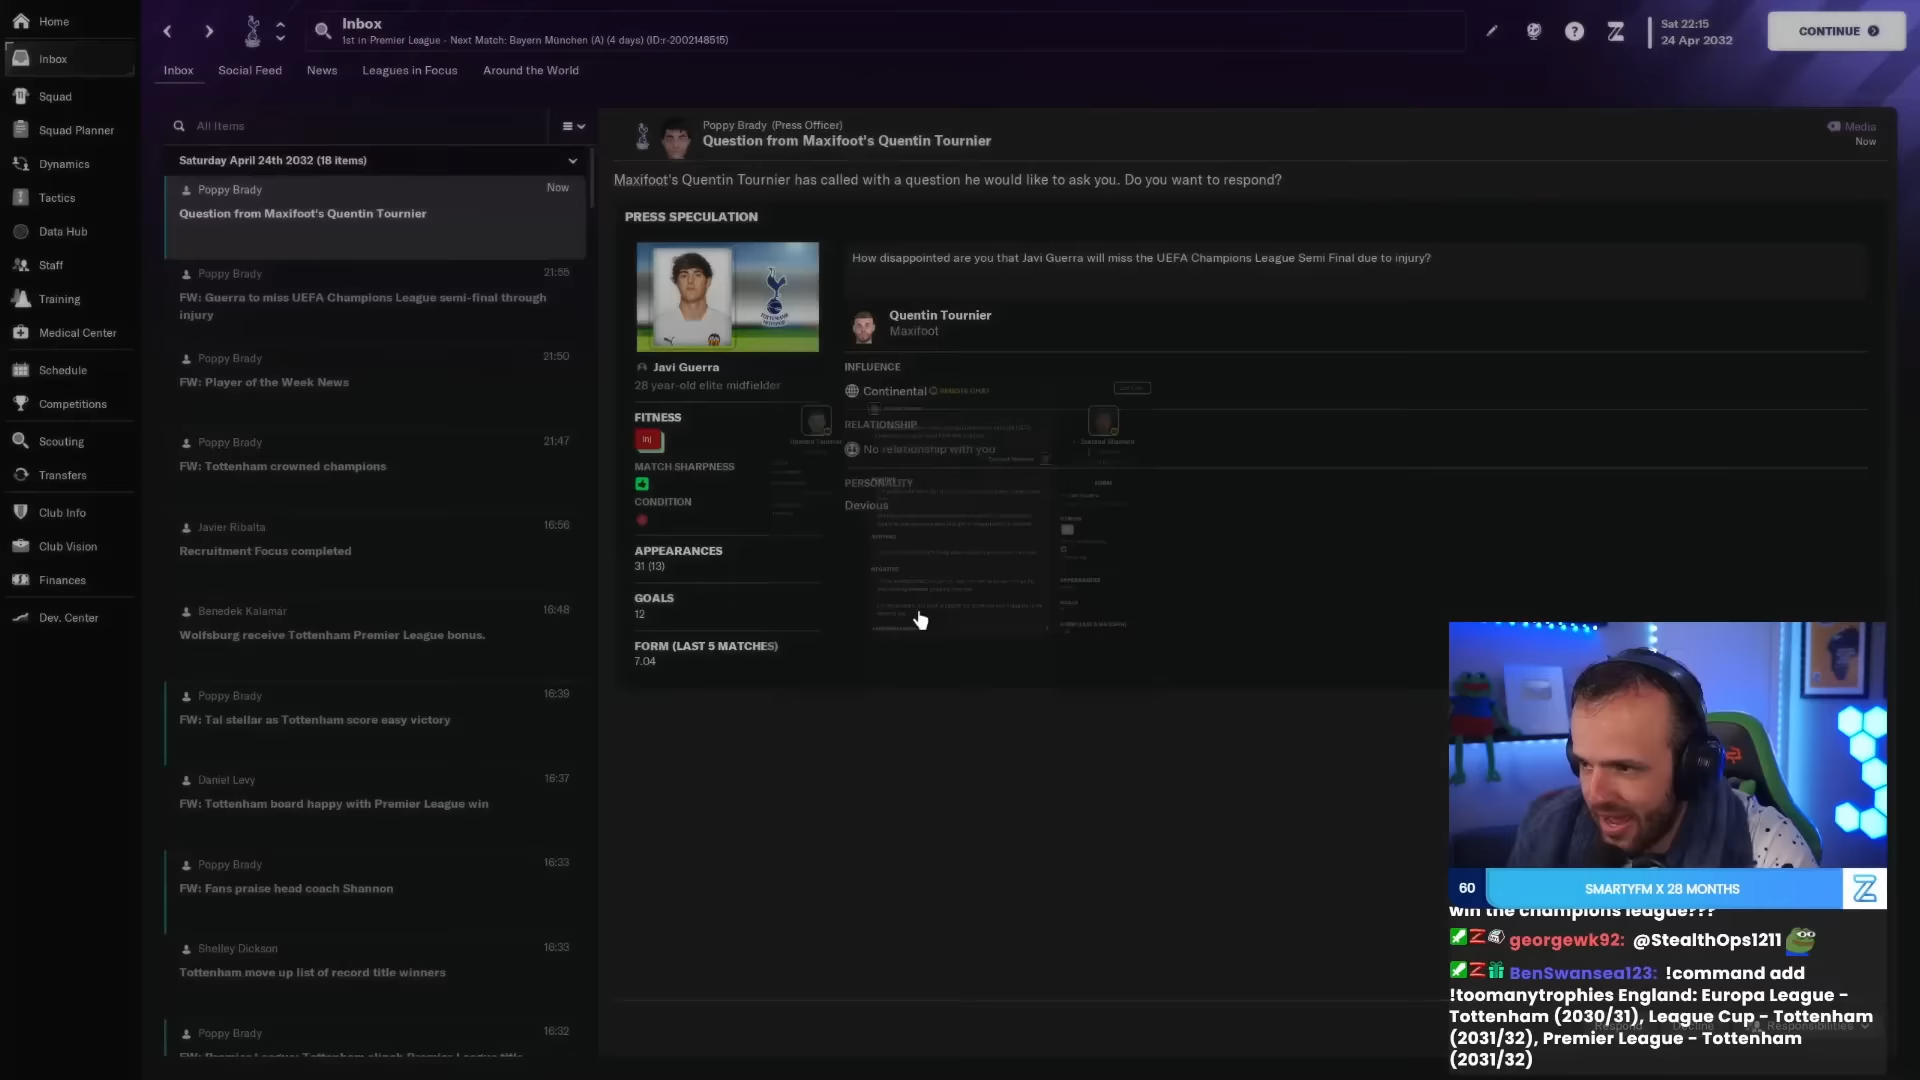 Home
Inbox
Squad
Squad Planner
Dynamics
Tactics
Data Hub
Staff
Training
Medical Center
Schedule
Competitions
Scouting
Transfers
Club Info
Club Vision
Finances
Dev. Center
Inbox
1st in Premier League - Next Match: Bayern München (A) (4 days) (ID:r-2002148515)
Sat 22:15
24 Apr 2032
CONTINUE
Inbox
Social Feed
News
Leagues in Focus
Around the World
All Items
Saturday April 24th 2032 (18 items)
Poppy Brady
Now
Question from Maxifoot's Quentin Tournier
Poppy Brady
21:55
FW: Guerra to miss UEFA Champions League semi-final through
injury
Poppy Brady
21:50
FW: Player of the Week News
Poppy Brady
21:47
FW: Tottenham crowned champions
Javier Ribalta
16:56
Recruitment Focus completed
Benedek Kalamar
16:48
Wolfsburg receive Tottenham Premier League bonus.
Poppy Brady
16:39
FW: Tal stellar as Tottenham score easy victory
Daniel Levy
16:37
FW: Tottenham board happy with Premier League win
Poppy Brady
16:33
FW: Fans praise head coach Shannon
Shelley Dickson
16:33
Tottenham move up list of record title winners
Poppy Brady
16:32
Poppy Brady (Press Officer)
Question from Maxifoot's Quentin Tournier
Media
Now
Maxifoot's Quentin Tournier has called with a question he would like to ask you. Do you want to respond?
PRESS SPECULATION
Javi Guerra
28 year-old elite midfielder
FITNESS
Inj
MATCH SHARPNESS
CONDITION
APPEARANCES
31 (13)
GOALS
12
FORM (LAST 5 MATCHES)
7.04
How disappointed are you that Javi Guerra will miss the UEFA Champions League Semi Final due to injury?
Quentin Tournier
Maxifoot
INFLUENCE
Continental
RELATIONSHIP
No relationship with you
PERSONALITY
Devious
Respond
Decline
Responsibilities
60
SMARTYFM X 28 MONTHS
win the champions league???
georgewk92: @StealthOps1211
BenSwansea123: !command add
!toomanytrophies England: Europa League -
Tottenham (2030/31), League Cup - Tottenham
(2031/32), Premier League - Tottenham
(2031/32)